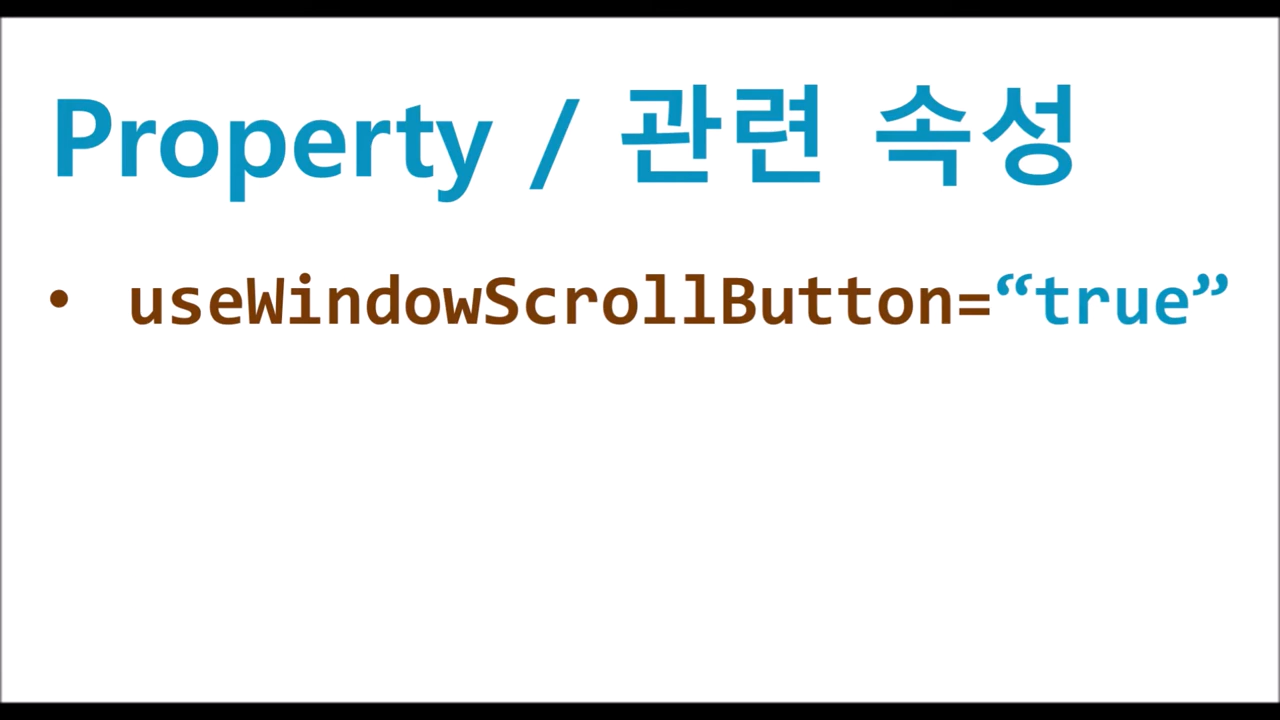 Property / 관련 속성
• useWindowScrollButton=“true”